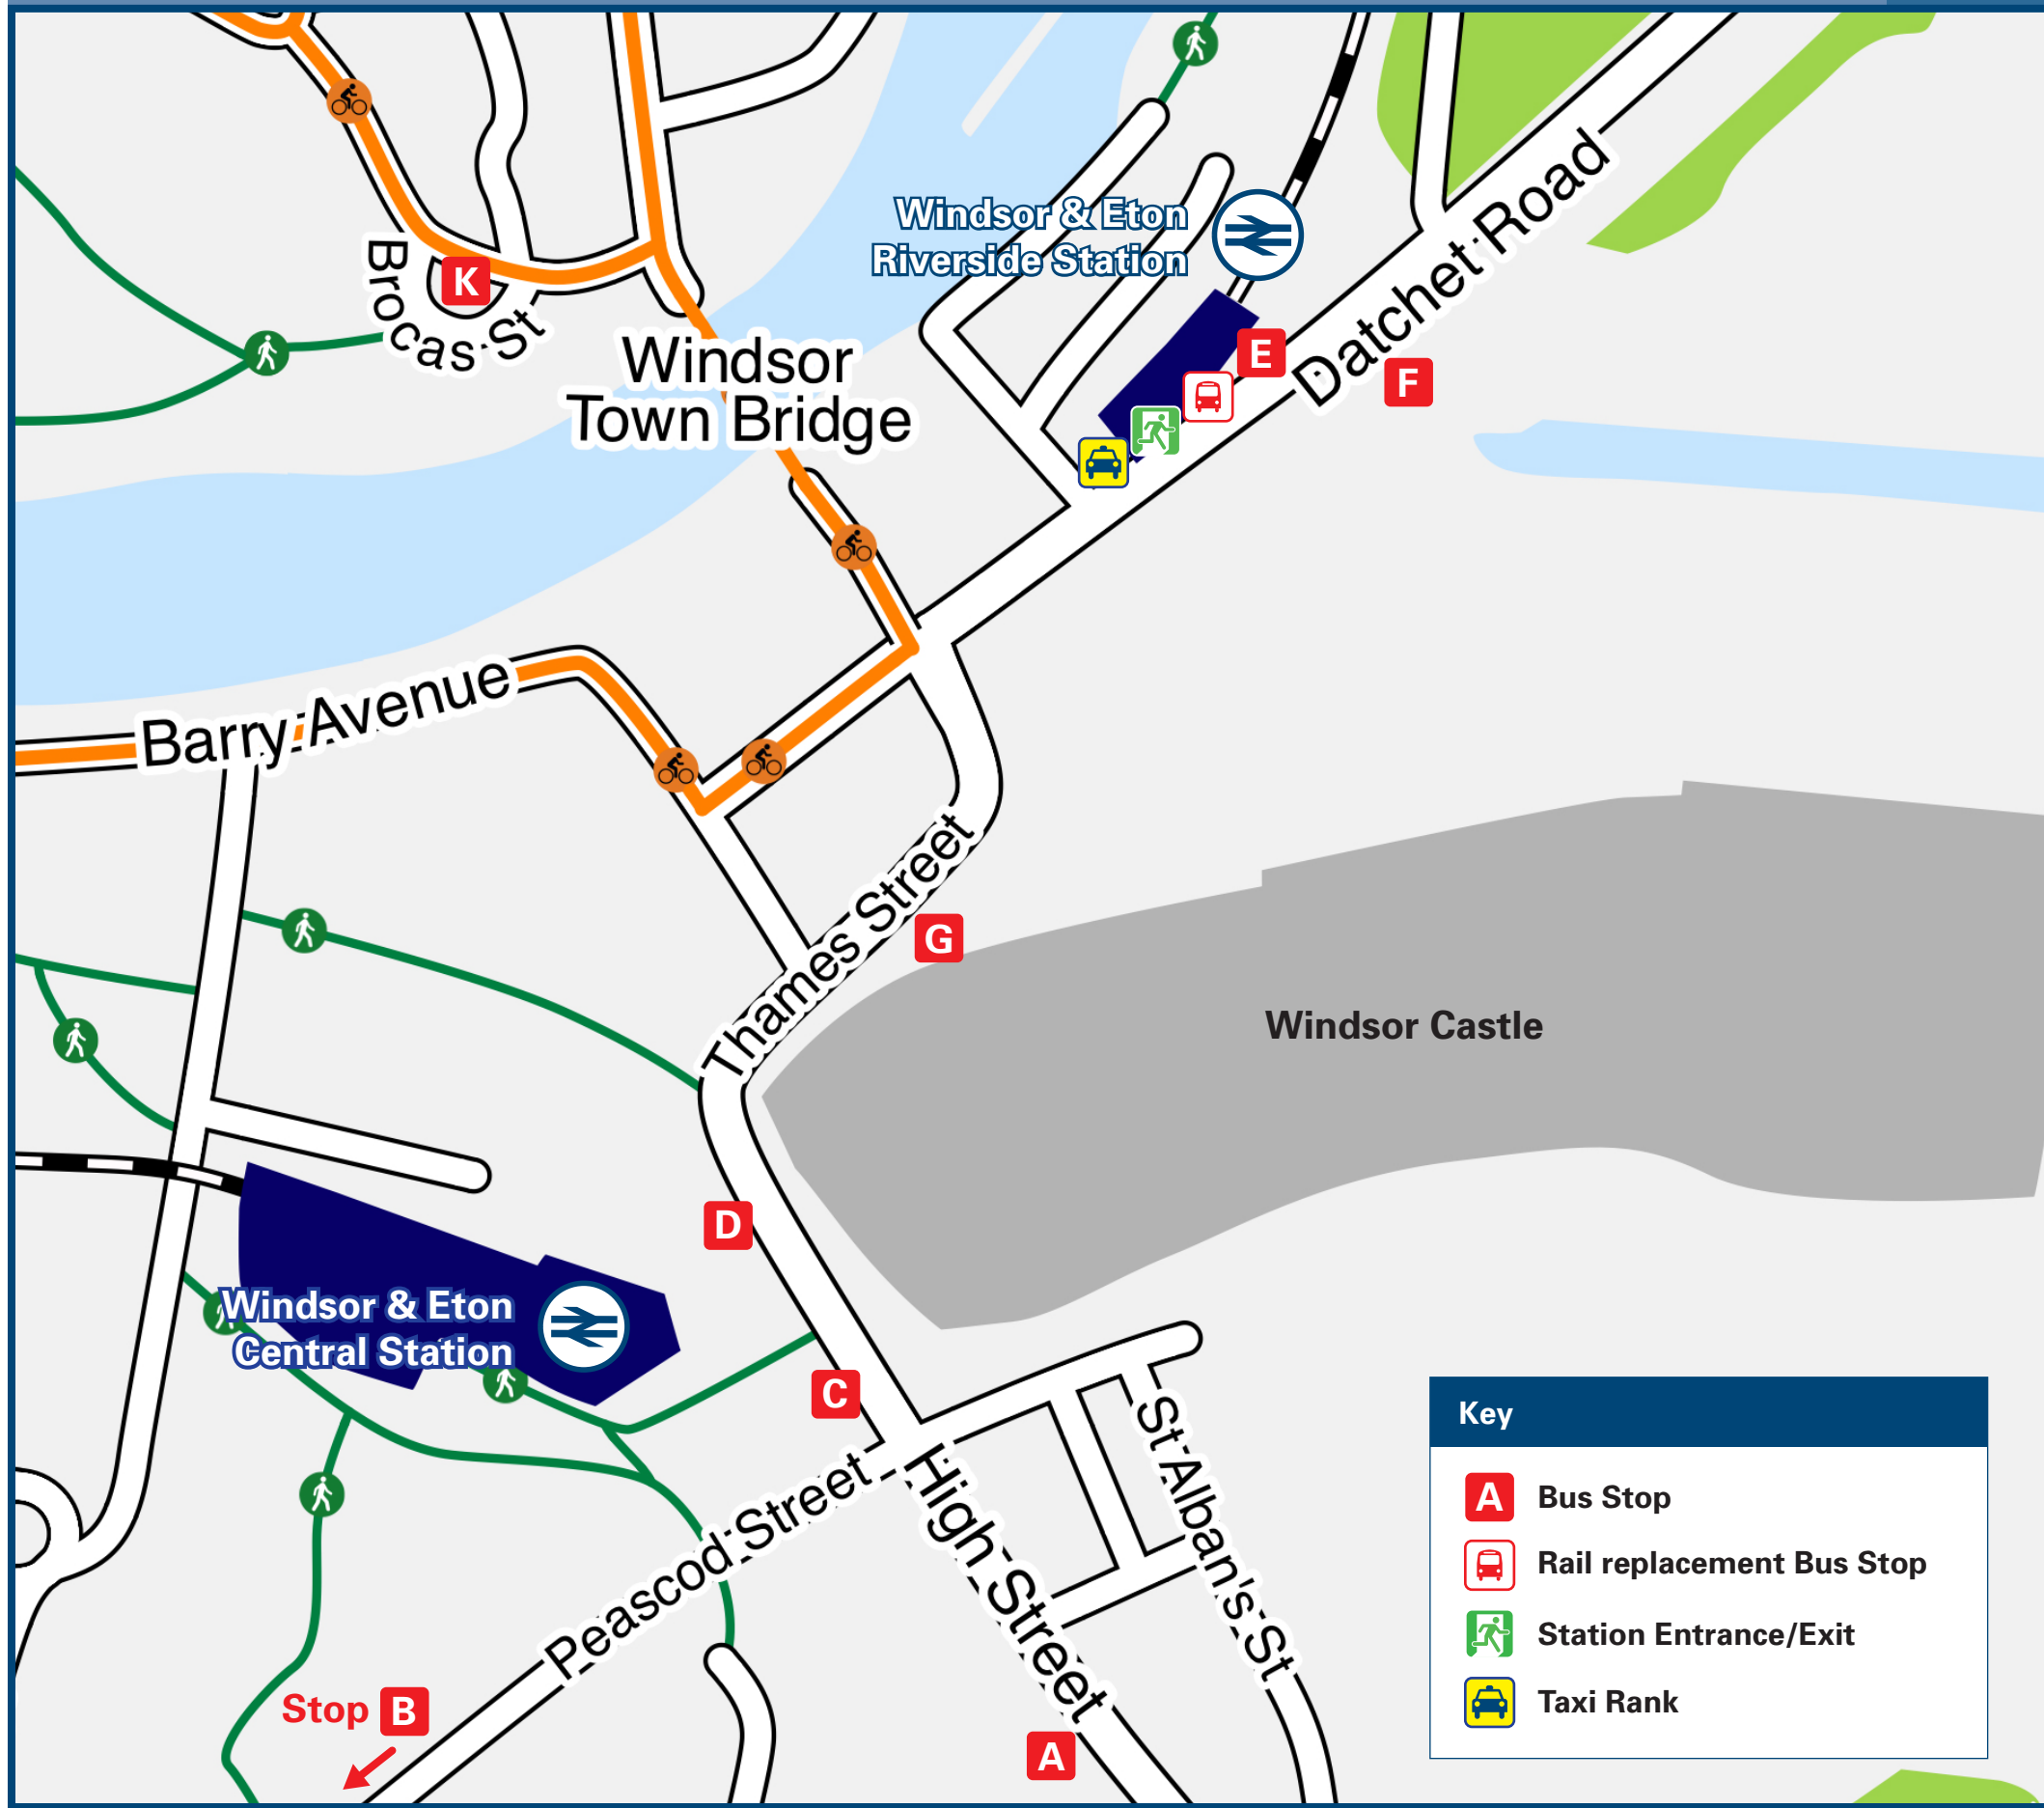 Windsor & Eton
Riverside Station
Datchet Road
Brocas St
K
E
F
Windsor
Town Bridge
Barry Avenue
Thames Street
G
Windsor Castle
D
Windsor & Eton
Central Station
C
Peascod Street
High Street
St Alban's St
Stop B
A
Key
A Bus Stop
Rail replacement Bus Stop
Station Entrance/Exit
Taxi Rank